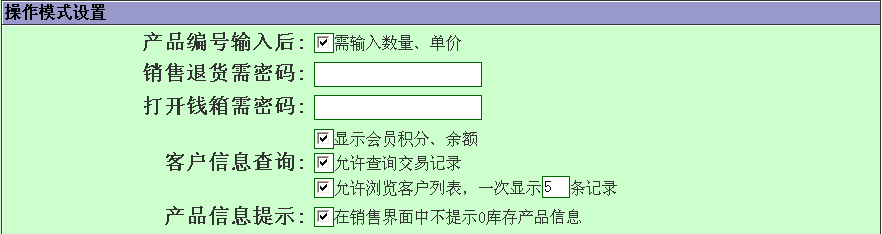 操作模式设置
产品编号输入后: 需输入数量、单价
销售退货需密码:
打开钱箱需密码:
显示会员积分、余额
客户信息查询: 允许查询交易记录
允许浏览客户列表，一次显示5条记录
产品信息提示: 在销售界面中不提示0库存产品信息